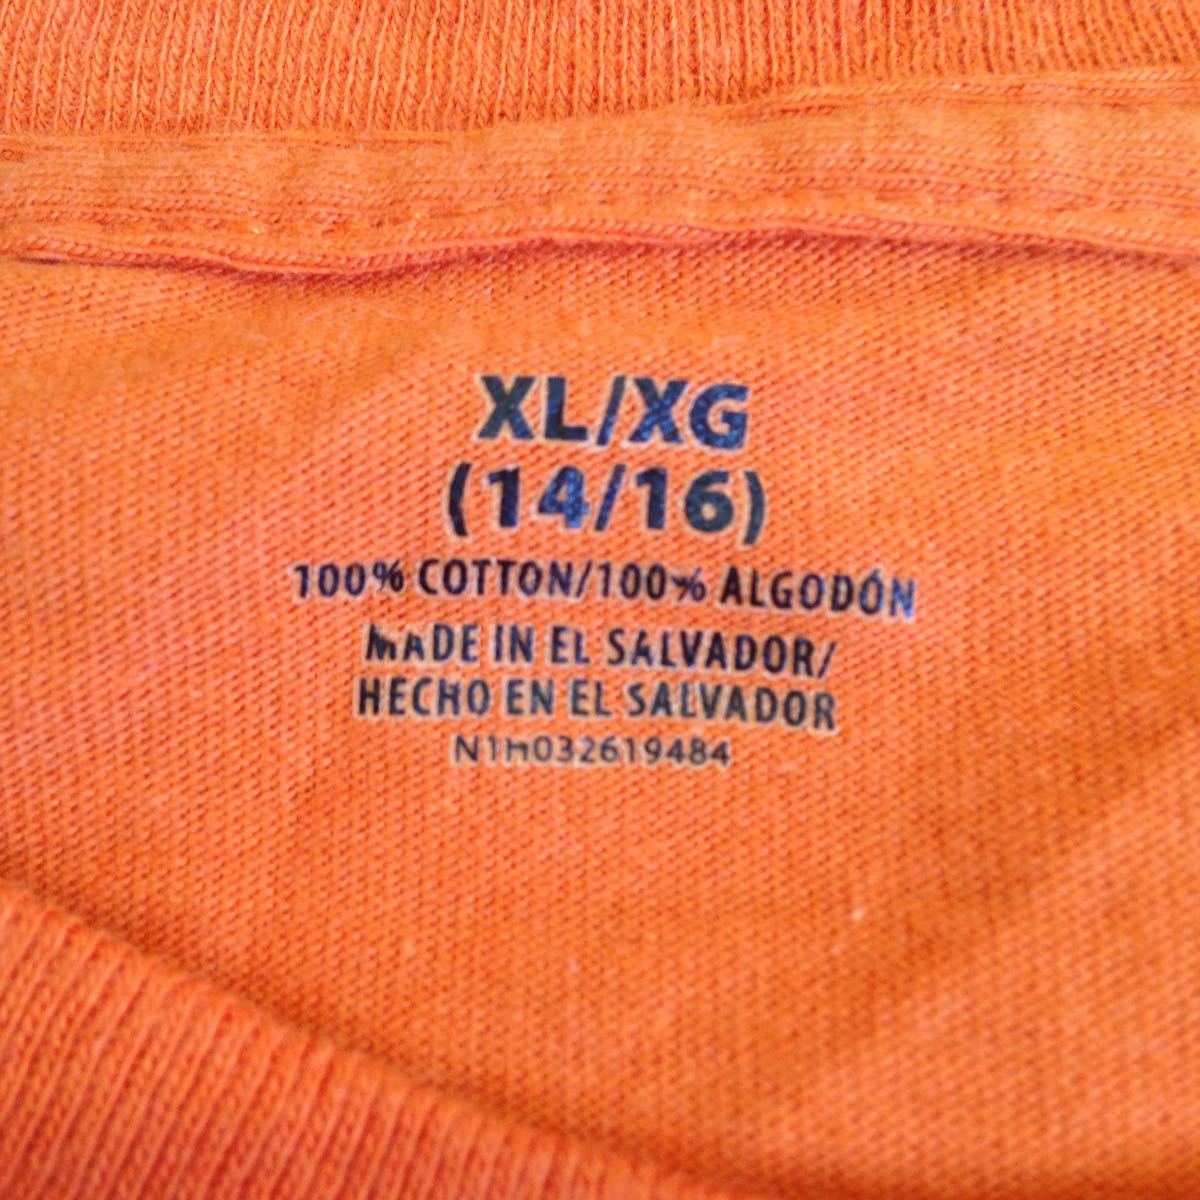 XL/XG
(14/16)
100% COTTON/100% ALGODÓN
MADE IN EL SALVADOR/
HECHO EN EL SALVADOR
N1H032619484